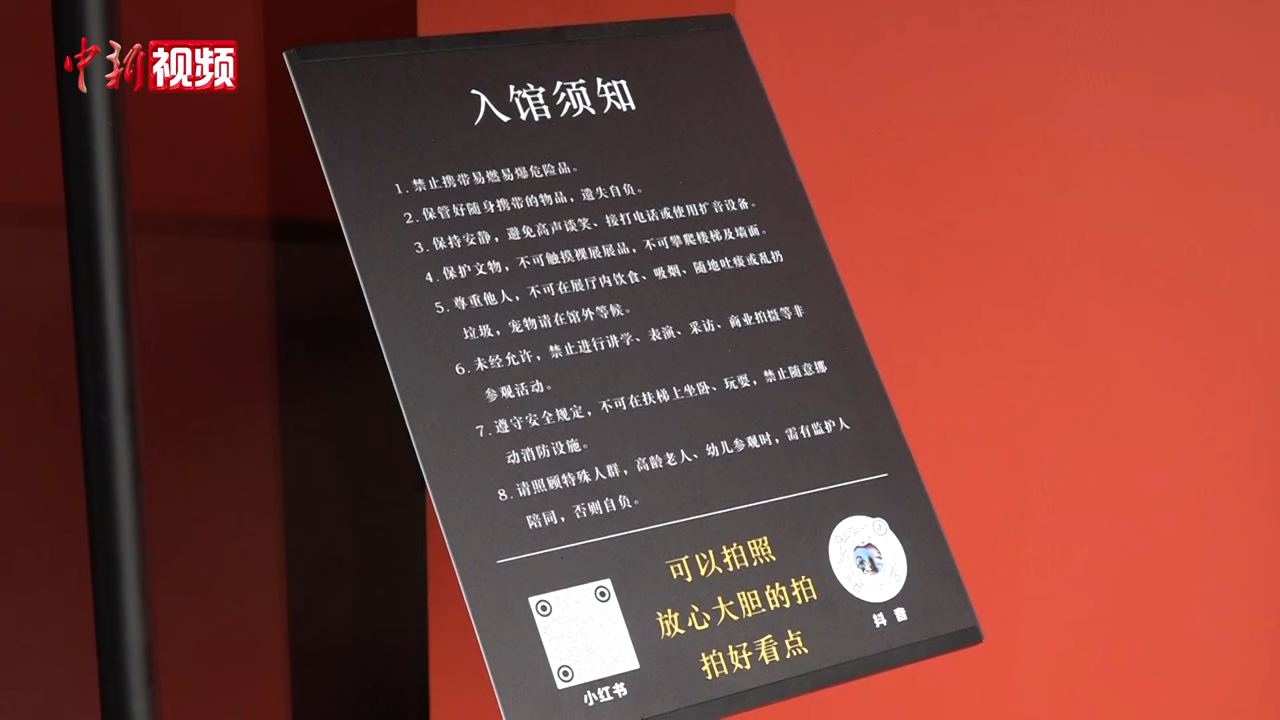 中新视频
入馆须知
1.禁止携带易燃易爆危险品。
2.保管好随身携带的物品，遗失自负。
3.保持安静，避免高声谈笑、接打电话或使用扩音设备。
4.保护文物，不可触摸裸展展品，不可攀爬楼梯及墙面。
5.尊重他人，不可在展厅内饮食、吸烟、随地吐痰或乱扔
垃圾，宠物请在馆外等候。
6.未经允许，禁止进行讲学、表演、采访、商业拍摄等非
参观活动。
7.遵守安全规定，不可在扶梯上坐卧、玩耍，禁止随意挪
动消防设施。
8.请照顾特殊人群，高龄老人、幼儿参观时，需有监护人
陪同，否则自负。
可以拍照
放心大胆的拍
拍好看点
小红书
抖音